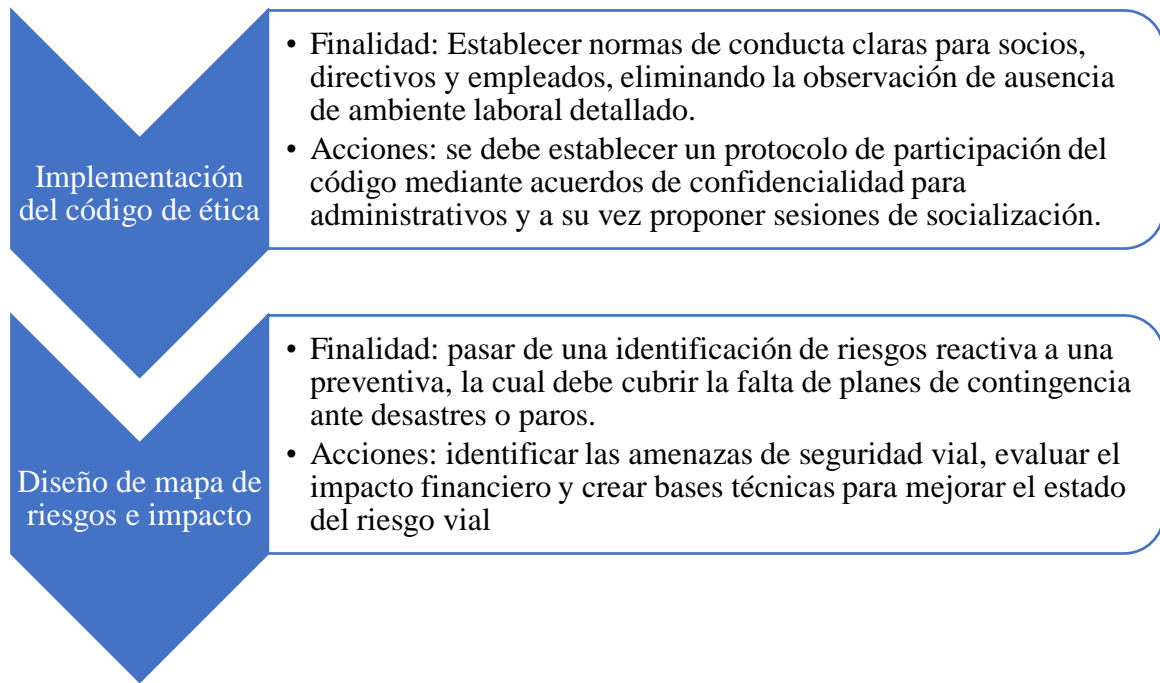 Implementación
del código de ética
• Finalidad: Establecer normas de conducta claras para socios,
directivos y empleados, eliminando la observación de ausencia
de ambiente laboral detallado.
• Acciones: se debe establecer un protocolo de participación del
código mediante acuerdos de confidencialidad para
administrativos y a su vez proponer sesiones de socialización.
Diseño de mapa de
riesgos e impacto
• Finalidad: pasar de una identificación de riesgos reactiva a una
preventiva, la cual debe cubrir la falta de planes de contingencia
ante desastres o paros.
• Acciones: identificar las amenazas de seguridad vial, evaluar el
impacto financiero y crear bases técnicas para mejorar el estado
del riesgo vial